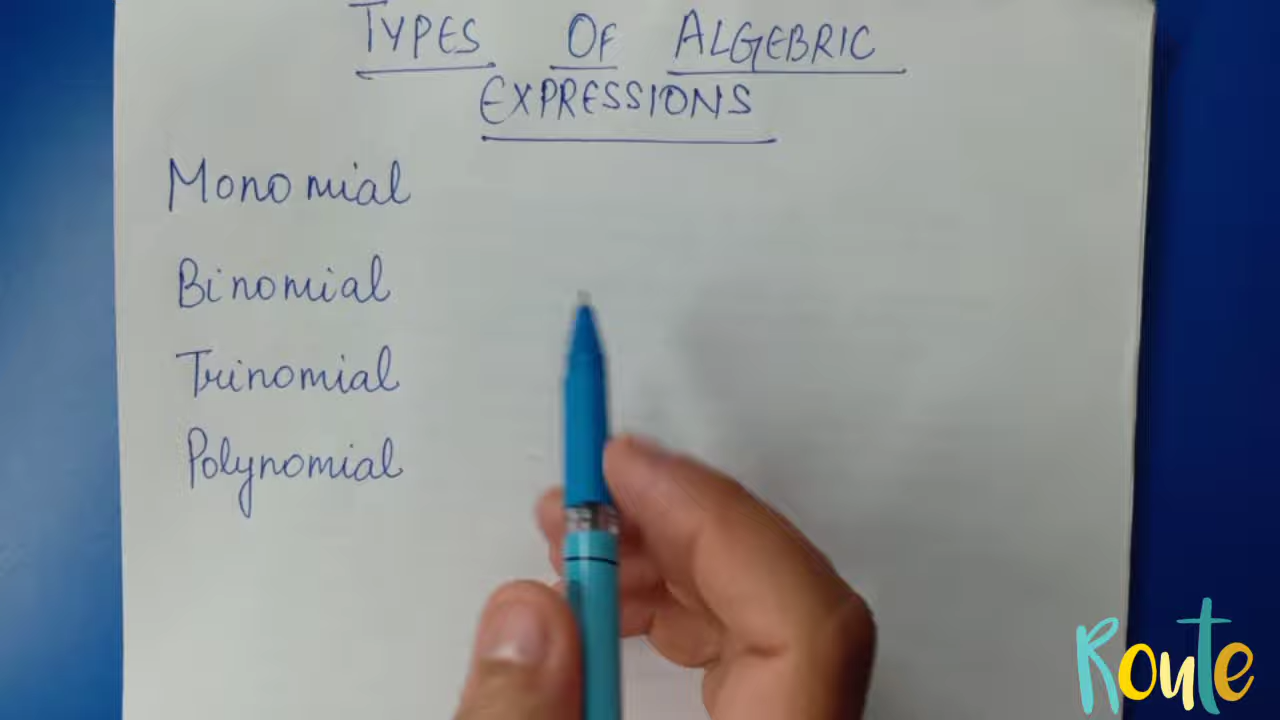 TYPES OF ALGEBRIC
EXPRESSIONS
Monomial
Binomial
Trinomial
Polynomial
Route